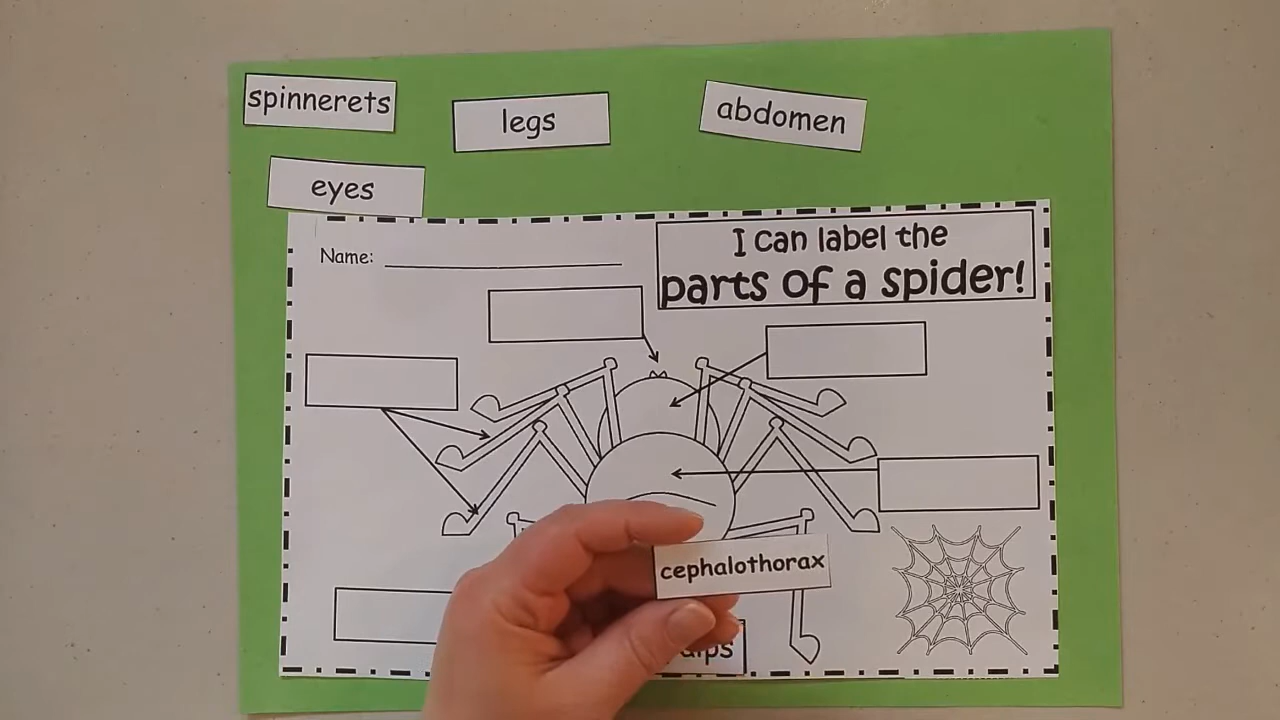 spinnerets
legs
abdomen
eyes
I can label the
parts of a spider!
Name:
cephalothorax